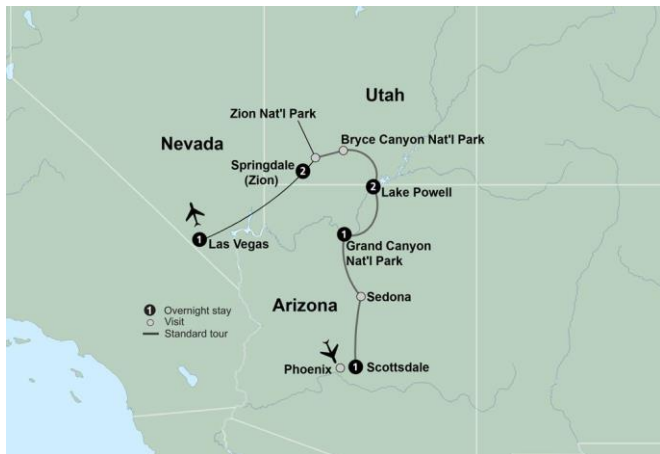 Utah
Zion Nat'l Park
Nevada
Bryce Canyon Nat'l Park
Springdale
(Zion)
2
2
Lake Powell
1
Las Vegas
1
Grand Canyon
Nat'l Park
Arizona
Sedona
1 Overnight stay
Visit
Standard tour
Phoenix
1
Scottsdale